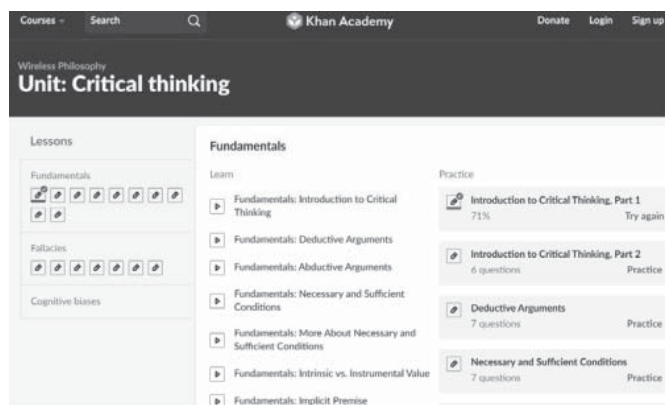 Courses
Search
Khan Academy
Donate
Login
Sign up
Wireless Philosophy
Unit: Critical thinking
Lessons
Fundamentals
Fallacies
Cognitive biases
Fundamentals
Learn
Fundamentals: Introduction to Critical
Thinking
Fundamentals: Deductive Arguments
Fundamentals: Abductive Arguments
Fundamentals: Necessary and Sufficient
Conditions
Fundamentals: More About Necessary and
Sufficient Conditions
Fundamentals: Intrinsic vs. Instrumental Value
Fundamentals: Implicit Premise
Practice
Introduction to Critical Thinking, Part 1
71%
Try again
Introduction to Critical Thinking, Part 2
6 questions
Practice
Deductive Arguments
7 questions
Practice
Necessary and Sufficient Conditions
7 questions
Practice